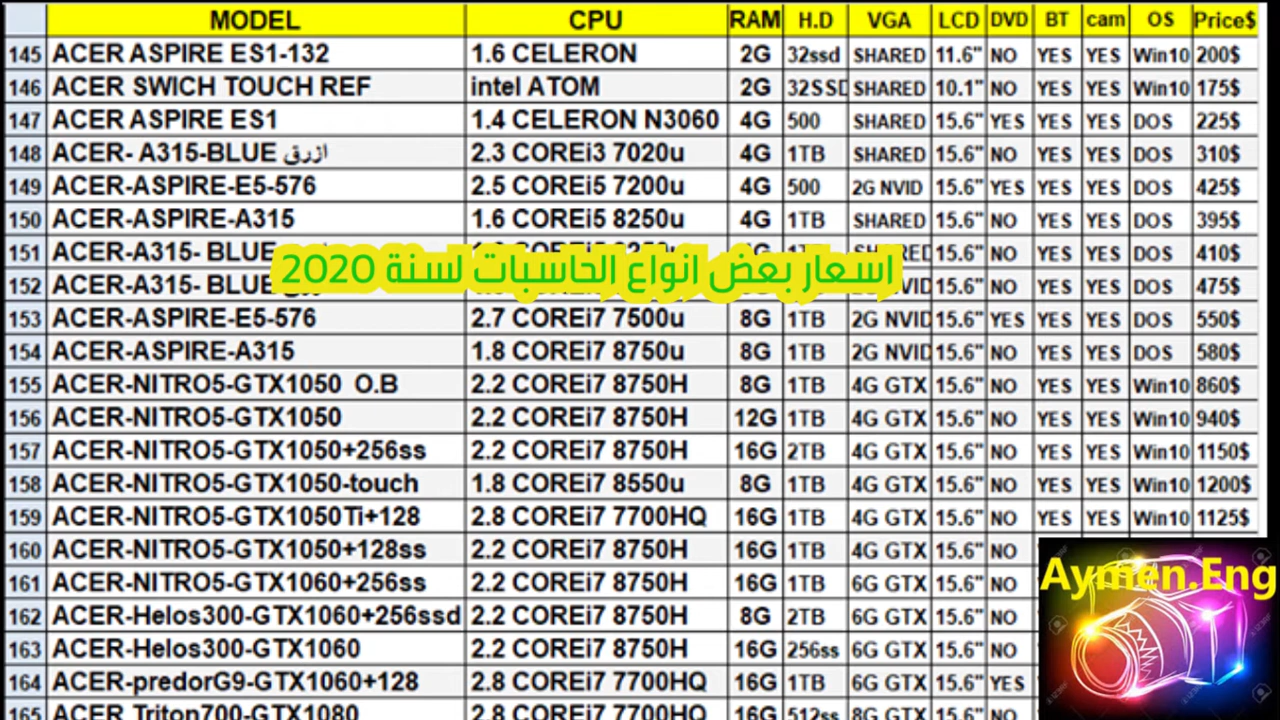 MODEL CPU RAM H.D VGA LCD DVD BT cam OS Price$
145 ACER ASPIRE ES1-132 1.6 CELERON 2G 32ssd SHARED 11.6" NO YES YES Win10 200$
146 ACER SWICH TOUCH REF intel ATOM 2G 32SSD SHARED 10.1" NO YES YES Win10 175$
147 ACER ASPIRE ES1 1.4 CELERON N3060 4G 500 SHARED 15.6" YES YES YES DOS 225$
148 ACER- A315-BLUE ازرق 2.3 COREi3 7020u 4G 1TB SHARED 15.6" NO YES YES DOS 310$
149 ACER-ASPIRE-E5-576 2.5 COREi5 7200u 4G 500 2G NVID 15.6" YES YES YES DOS 425$
150 ACER-ASPIRE-A315 1.6 COREi5 8250u 4G 1TB SHARED 15.6" NO YES YES DOS 395$
151 ACER-A315- BLUE 15.6" NO YES YES DOS 410$
اسعار بعض انواع الحاسبات لسنة 2020
152 ACER-A315- BLUE 15.6" NO YES YES DOS 475$
153 ACER-ASPIRE-E5-576 2.7 COREi7 7500u 8G 1TB 2G NVID 15.6" YES YES YES DOS 550$
154 ACER-ASPIRE-A315 1.8 COREi7 8750u 8G 1TB 2G NVID 15.6" NO YES YES DOS 580$
155 ACER-NITRO5-GTX1050 O.B 2.2 COREi7 8750H 8G 1TB 4G GTX 15.6" NO YES YES Win10 860$
156 ACER-NITRO5-GTX1050 2.2 COREi7 8750H 12G 1TB 4G GTX 15.6" NO YES YES Win10 940$
157 ACER-NITRO5-GTX1050+256ss 2.2 COREi7 8750H 16G 2TB 4G GTX 15.6" NO YES YES Win10 1150$
158 ACER-NITRO5-GTX1050-touch 1.8 COREi7 8550u 8G 1TB 4G GTX 15.6" NO YES YES Win10 1200$
159 ACER-NITRO5-GTX1050Ti+128 2.8 COREi7 7700HQ 16G 1TB 4G GTX 15.6" NO YES YES Win10 1125$
160 ACER-NITRO5-GTX1050+128ss 2.2 COREi7 8750H 16G 1TB 4G GTX 15.6" NO
Aymen.Eng
161 ACER-NITRO5-GTX1060+256ss 2.2 COREi7 8750H 16G 1TB 6G GTX 15.6" NO
162 ACER-Helos300-GTX1060+256ssd 2.2 COREi7 8750H 8G 2TB 6G GTX 15.6" NO
163 ACER-Helos300-GTX1060 2.2 COREi7 8750H 16G 256ss 6G GTX 15.6" NO
164 ACER-predorG9-GTX1060+128 2.8 COREi7 7700HQ 16G 1TB 6G GTX 15.6" YES
165 ACER Triton700-GTX1080 2.8 COREi7 7700HQ 16G 512ss 8G GTX 15.6" NO